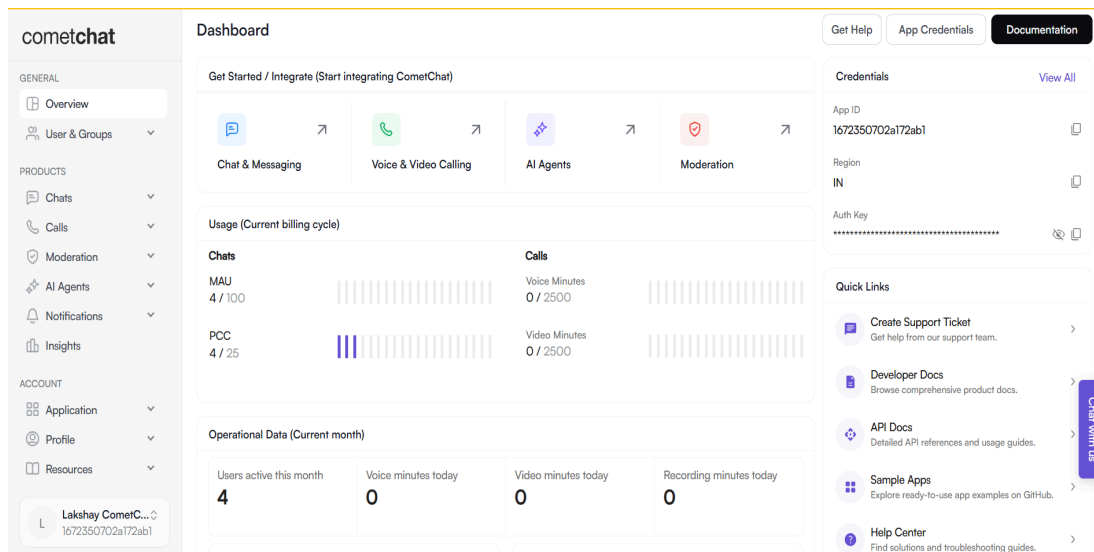 cometchat
GENERAL
Overview
User & Groups
PRODUCTS
Chats
Calls
Moderation
AI Agents
Notifications
Insights
ACCOUNT
Application
Profile
Resources
L
Lakshay CometC...
1672350702a172ab1
Dashboard
Get Help
App Credentials
Documentation
Get Started / Integrate (Start integrating CometChat)
Chat & Messaging
Voice & Video Calling
AI Agents
Moderation
Usage (Current billing cycle)
Chats
MAU
4 / 100
PCC
4 / 25
Calls
Voice Minutes
0 / 2500
Video Minutes
0 / 2500
Operational Data (Current month)
Users active this month
4
Voice minutes today
0
Video minutes today
0
Recording minutes today
0
Credentials
View All
App ID
1672350702a172ab1
Region
IN
Auth Key
****************************************
Quick Links
Create Support Ticket
Get help from our support team.
Developer Docs
Browse comprehensive product docs.
API Docs
Detailed API references and usage guides.
Sample Apps
Explore ready-to-use app examples on GitHub.
Help Center
Find solutions and troubleshooting guides.
Chat with us